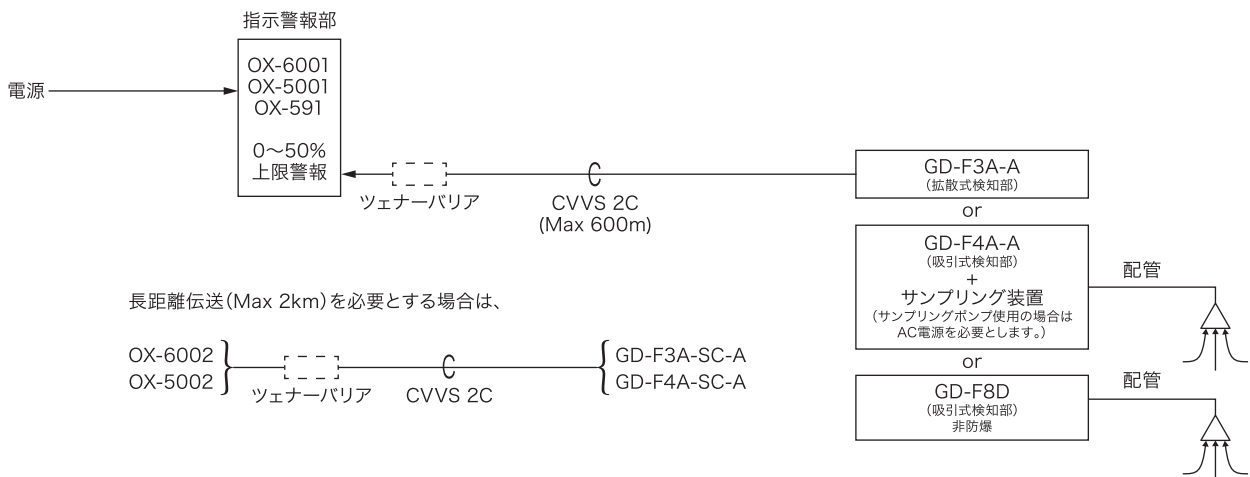 指示警報部
電源
OX-6001
OX-5001
OX-591
0～50%
上限警報
ツェナーバリア
CVVS 2C
(Max 600m)
GD-F3A-A
(拡散式検知部)
or
GD-F4A-A
(吸引式検知部)
+
サンプリング装置
(サンプリングポンプ使用の場合は
AC電源を必要とします。)
配管
or
GD-F8D
(吸引式検知部)
非防爆
配管
長距離伝送(Max 2km)を必要とする場合は、
OX-6002
OX-5002
ツェナーバリア
CVVS 2C
GD-F3A-SC-A
GD-F4A-SC-A